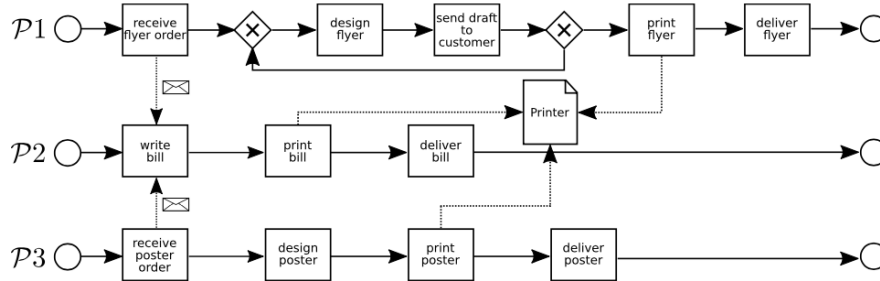 P1
receive
flyer order
design
flyer
send draft
to
customer
print
flyer
deliver
flyer
Printer
P2
write
bill
print
bill
deliver
bill
P3
receive
poster
order
design
poster
print
poster
deliver
poster